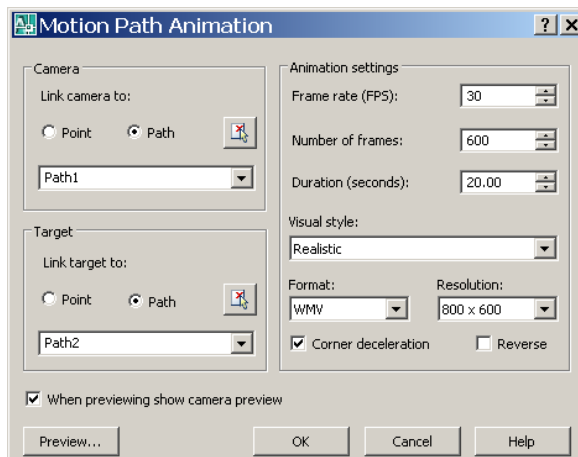 Motion Path Animation
Camera
Link camera to:
Point Path
Path1
Target
Link target to:
Point Path
Path2
Animation settings
Frame rate (FPS): 30
Number of frames: 600
Duration (seconds): 20.00
Visual style:
Realistic
Format: Resolution:
WMV 800 x 600
Corner deceleration Reverse
When previewing show camera preview
Preview... OK Cancel Help